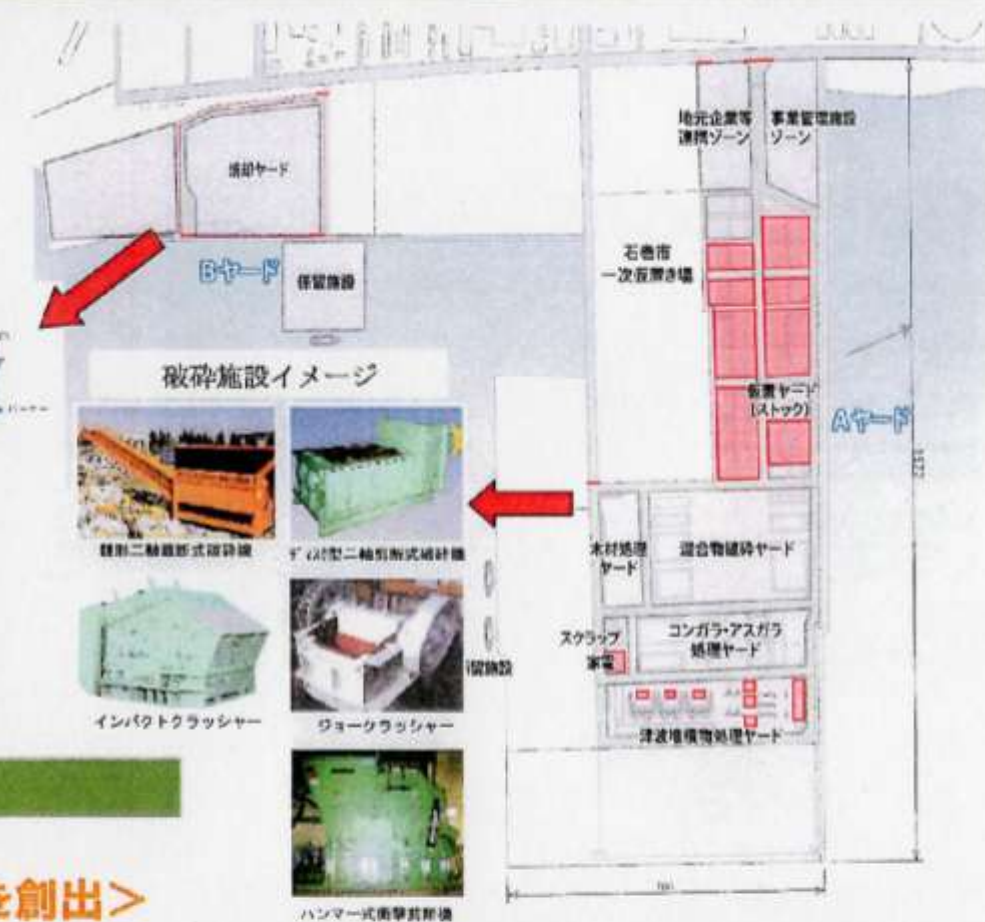 地元企業等
連携ゾーン
事業管理施設
ゾーン
焼却ヤード
Bヤード
係留施設
石巻市
一次仮置き場
破砕施設イメージ
仮置ヤード
(ストック)
Aヤード
木材処理
ヤード
混合物破砕ヤード
スクラップ
家電
コンガラ・アスガラ
処理ヤード
インパクトクラッシャー
ジョークラッシャー
留施設
津波堆積物処理ヤード
ハンマー式衝撃剪断機
を創出＞